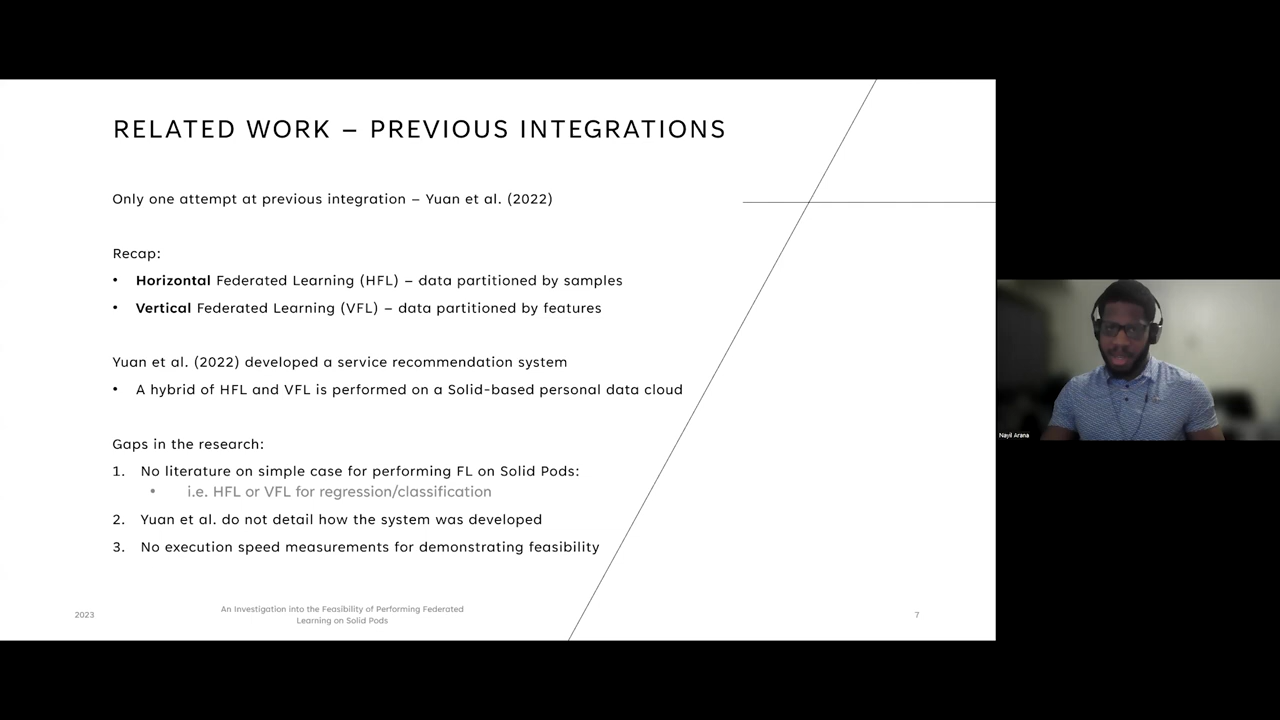 RELATED WORK – PREVIOUS INTEGRATIONS
Only one attempt at previous integration – Yuan et al. (2022)
Recap:
• Horizontal Federated Learning (HFL) – data partitioned by samples
• Vertical Federated Learning (VFL) – data partitioned by features
Yuan et al. (2022) developed a service recommendation system
• A hybrid of HFL and VFL is performed on a Solid-based personal data cloud
Gaps in the research:
1. No literature on simple case for performing FL on Solid Pods:
• i.e. HFL or VFL for regression/classification
2. Yuan et al. do not detail how the system was developed
3. No execution speed measurements for demonstrating feasibility
2023
An Investigation into the Feasibility of Performing Federated
Learning on Solid Pods
7
Nayil Arana